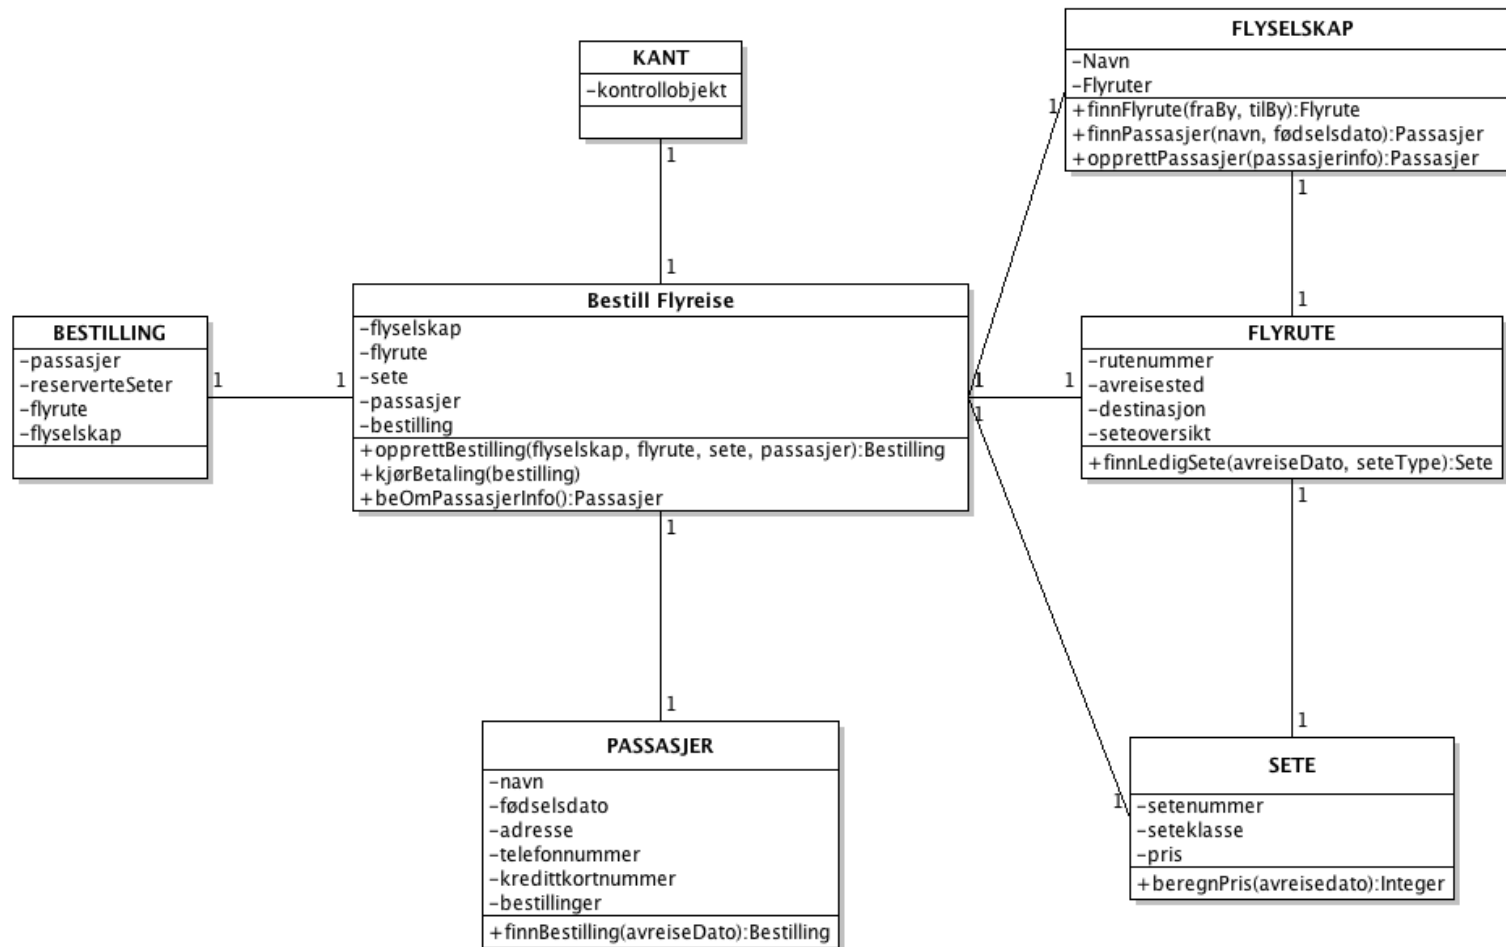 KANT
-kontrollobjekt
1
1
FLYSELSKAP
-Navn
-Flyruter
+finnFlyrute(fraBy, tilBy):Flyrute
+finnPassasjer(navn, fødselsdato):Passasjer
+opprettPassasjer(passasjerinfo):Passasjer
1
1
1
BESTILLING
-passasjer
-reserverteSeter
-flyrute
-flyselskap
1
1
Bestill Flyreise
-flyselskap
-flyrute
-sete
-passasjer
-bestilling
+opprettBestilling(flyselskap, flyrute, sete, passasjer):Bestilling
+kjørBetaling(bestilling)
+beOmPassasjerInfo():Passasjer
1
1
1
1
FLYRUTE
-rutenummer
-avreisested
-destinasjon
-seteoversikt
+finnLedigSete(avreiseDato, seteType):Sete
1
1
1
1
PASSASJER
-navn
-fødselsdato
-adresse
-telefonnummer
-kredittkortnummer
-bestillinger
+finnBestilling(avreiseDato):Bestilling
1
SETE
-setenummer
-seteklasse
-pris
+beregnPris(avreisedato):Integer